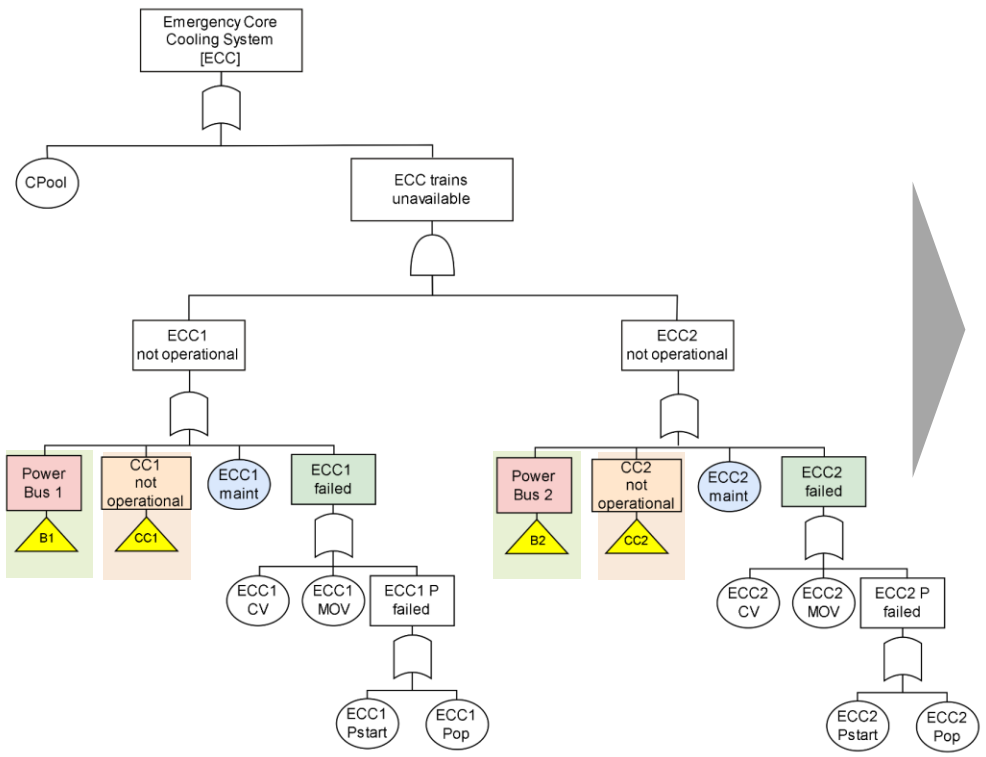 Emergency Core
Cooling System
[ECC]
CPool
ECC trains
unavailable
ECC1
not operational
ECC2
not operational
Power
Bus 1
B1
CC1
not
operational
CC1
ECC1
maint
ECC1
failed
Power
Bus 2
B2
CC2
not
operational
CC2
ECC2
maint
ECC2
failed
ECC1
CV
ECC1
MOV
ECC1 P
failed
ECC2
CV
ECC2
MOV
ECC2 P
failed
ECC1
Pstart
ECC1
Pop
ECC2
Pstart
ECC2
Pop